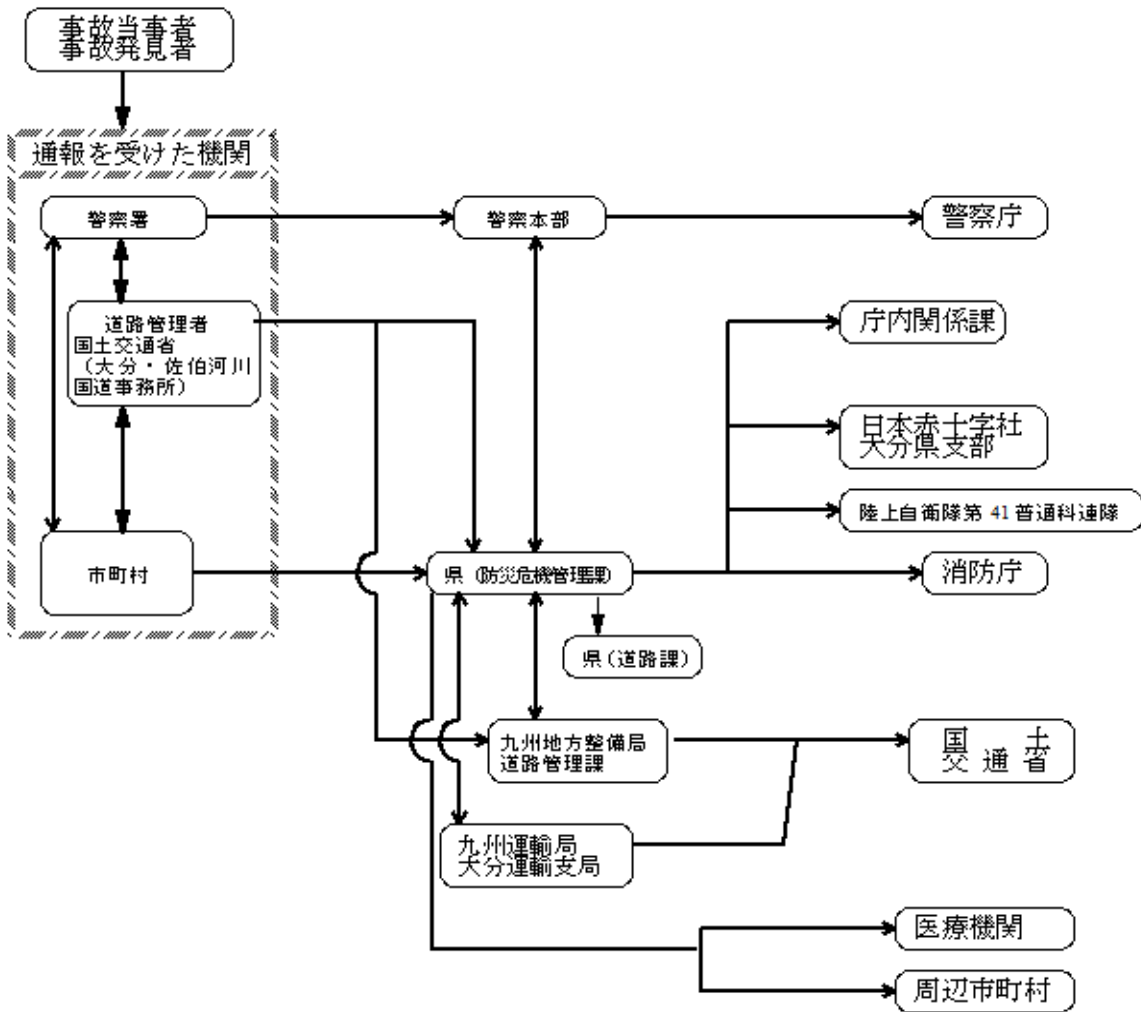 事故当事者
事故発見者
通報を受けた機関
警察署
警察本部
警察庁
道路管理者
国土交通省
（大分・佐伯河川
国道事務所）
庁内関係課
日本赤十字社
大分県支部
陸上自衛隊第 41 普通科連隊
市町村
県（防災危機管理課）
消防庁
県（道路課）
九州地方整備局
道路管理課
国土
交通省
九州運輸局
大分運輸支局
医療機関
周辺市町村